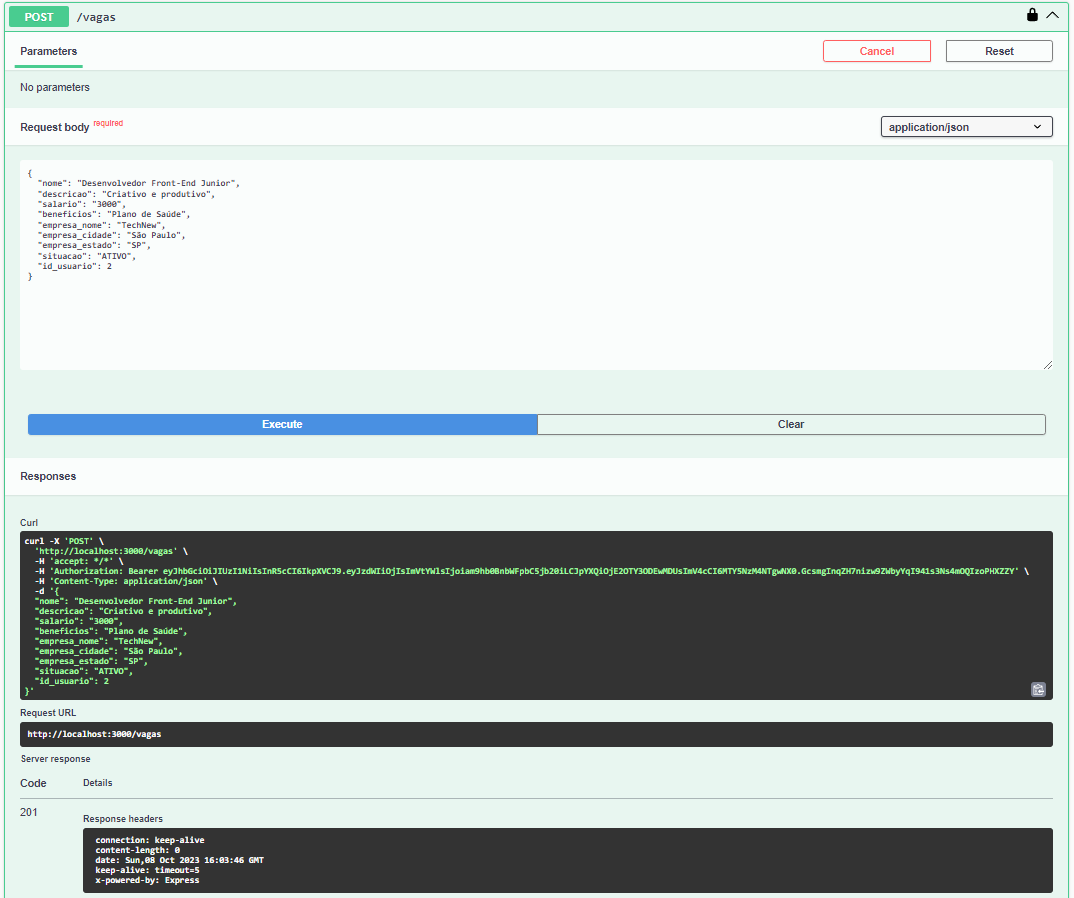 POST /vagas
Parameters
Cancel
Reset
No parameters
Request body required
application/json
{
  "nome": "Desenvolvedor Front-End Junior",
  "descricao": "Criativo e produtivo",
  "salario": "3000",
  "beneficios": "Plano de Saúde",
  "empresa_nome": "TechNew",
  "empresa_cidade": "São Paulo",
  "empresa_estado": "SP",
  "situacao": "ATIVO",
  "id_usuario": 2
}
Execute
Clear
Responses
Curl
curl -X 'POST' \
  'http://localhost:3000/vagas' \
  -H 'accept: */*' \
  -H 'Authorization: Bearer \
  -H 'Content-Type: application/json' \
  -d '{
  "nome": "Desenvolvedor Front-End Junior",
  "descricao": "Criativo e produtivo",
  "salario": "3000",
  "beneficios": "Plano de Saúde",
  "empresa_nome": "TechNew",
  "empresa_cidade": "São Paulo",
  "empresa_estado": "SP",
  "situacao": "ATIVO",
  "id_usuario": 2
}'
Request URL
http://localhost:3000/vagas
Server response
Code Details
201
Response headers
connection: keep-alive
content-length: 0
date: Sun,08 Oct 2023 16:03:46 GMT
keep-alive: timeout=5
x-powered-by: Express